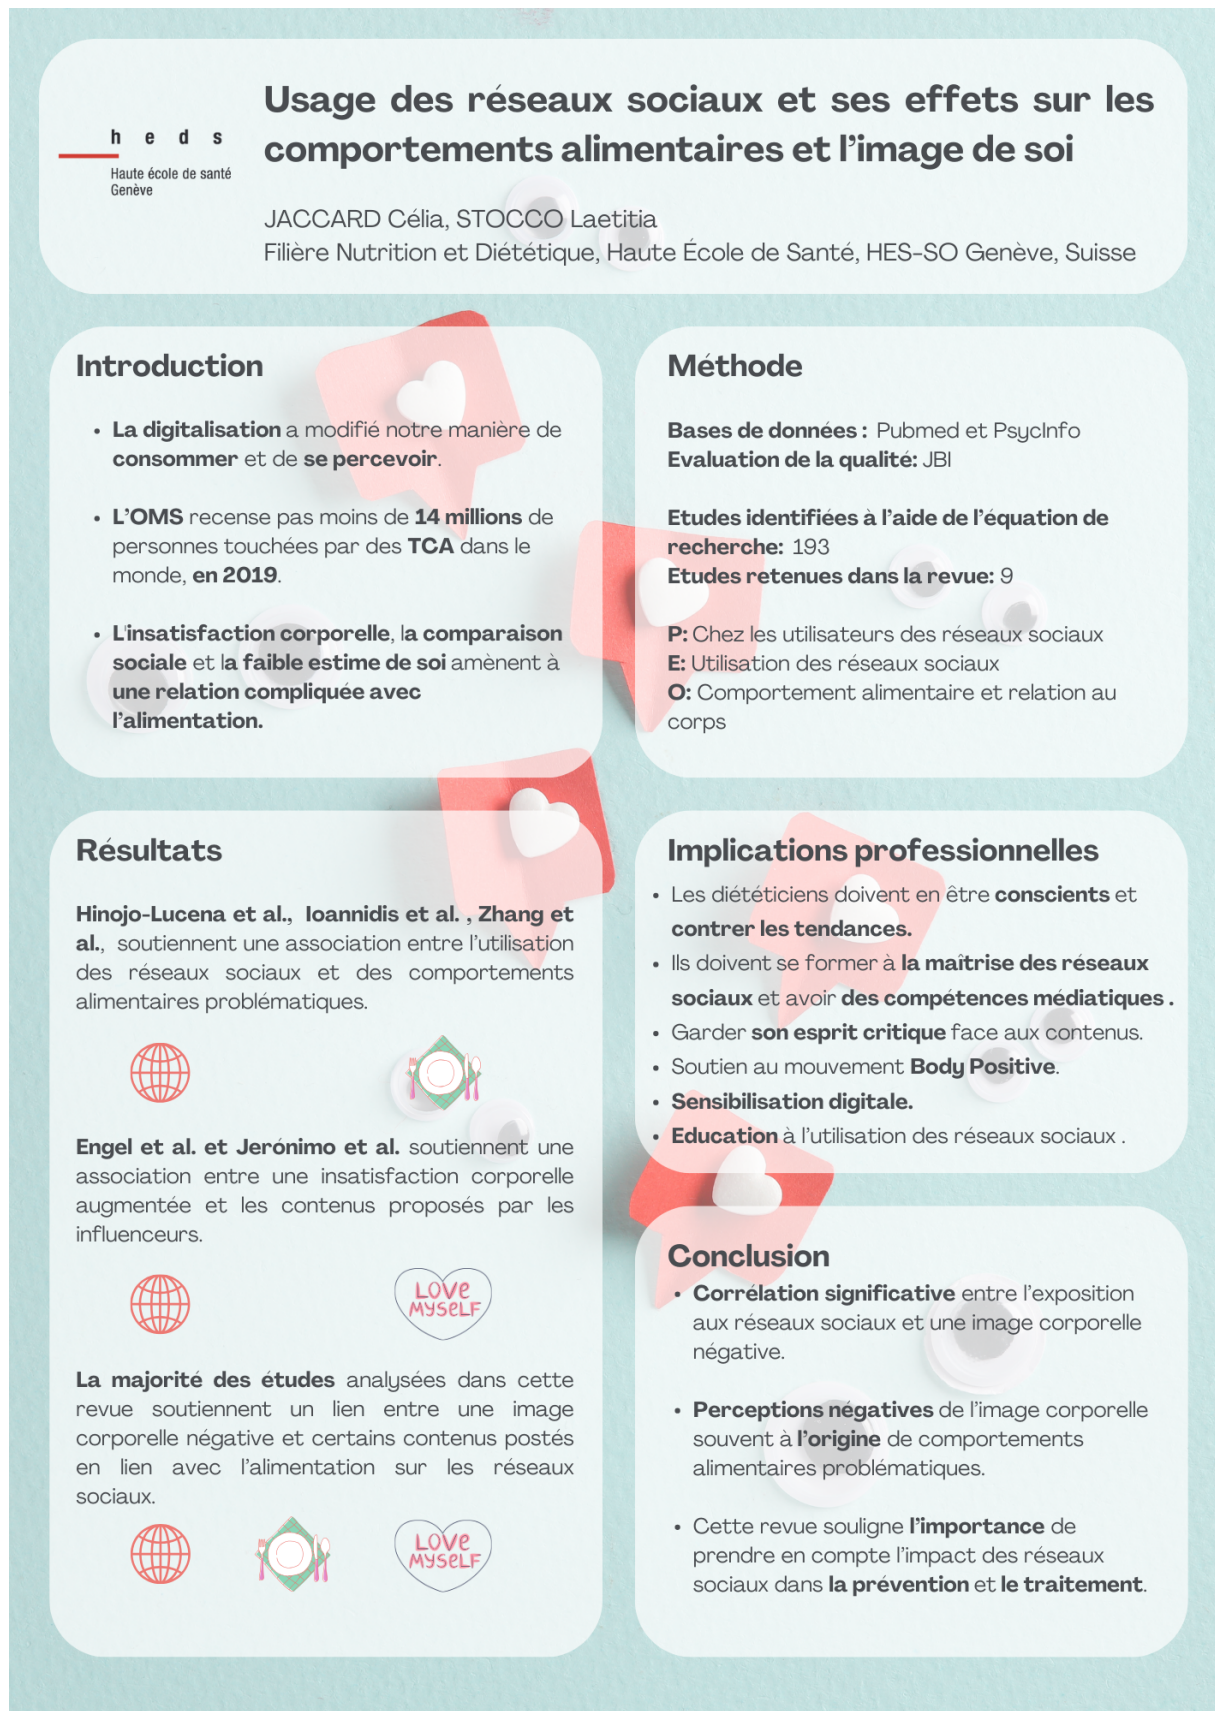 h e d s
Haute école de santé
Genève
Usage des réseaux sociaux et ses effets sur les
comportements alimentaires et l'image de soi
JACCARD Célia, STOCCO Laetitia
Filière Nutrition et Diététique, Haute École de Santé, HES-SO Genève, Suisse
Introduction
• La digitalisation a modifié notre manière de
consommer et de se percevoir.
• L'OMS recense pas moins de 14 millions de
personnes touchées par des TCA dans le
monde, en 2019.
• L'insatisfaction corporelle, la comparaison
sociale et la faible estime de soi amènent à
une relation compliquée avec
l'alimentation.
Méthode
Bases de données : Pubmed et PsycInfo
Evaluation de la qualité: JBI
Etudes identifiées à l'aide de l'équation de
recherche: 193
Etudes retenues dans la revue: 9
P: Chez les utilisateurs des réseaux sociaux
E: Utilisation des réseaux sociaux
O: Comportement alimentaire et relation au
corps
Résultats
Hinojo-Lucena et al., Ioannidis et al. , Zhang et
al., soutiennent une association entre l'utilisation
des réseaux sociaux et des comportements
alimentaires problématiques.
Engel et al. et Jerónimo et al. soutiennent une
association entre une insatisfaction corporelle
augmentée et les contenus proposés par les
influenceurs.
LOVE
MYSELF
La majorité des études analysées dans cette
revue soutiennent un lien entre une image
corporelle négative et certains contenus postés
en lien avec l'alimentation sur les réseaux
sociaux.
LOVE
MYSELF
Implications professionnelles
• Les diététiciens doivent en être conscients et
contrer les tendances.
• Ils doivent se former à la maîtrise des réseaux
sociaux et avoir des compétences médiatiques .
• Garder son esprit critique face aux contenus.
• Soutien au mouvement Body Positive.
• Sensibilisation digitale.
• Education à l'utilisation des réseaux sociaux .
Conclusion
• Corrélation significative entre l'exposition
aux réseaux sociaux et une image corporelle
négative.
• Perceptions négatives de l'image corporelle
souvent à l'origine de comportements
alimentaires problématiques.
• Cette revue souligne l'importance de
prendre en compte l'impact des réseaux
sociaux dans la prévention et le traitement.